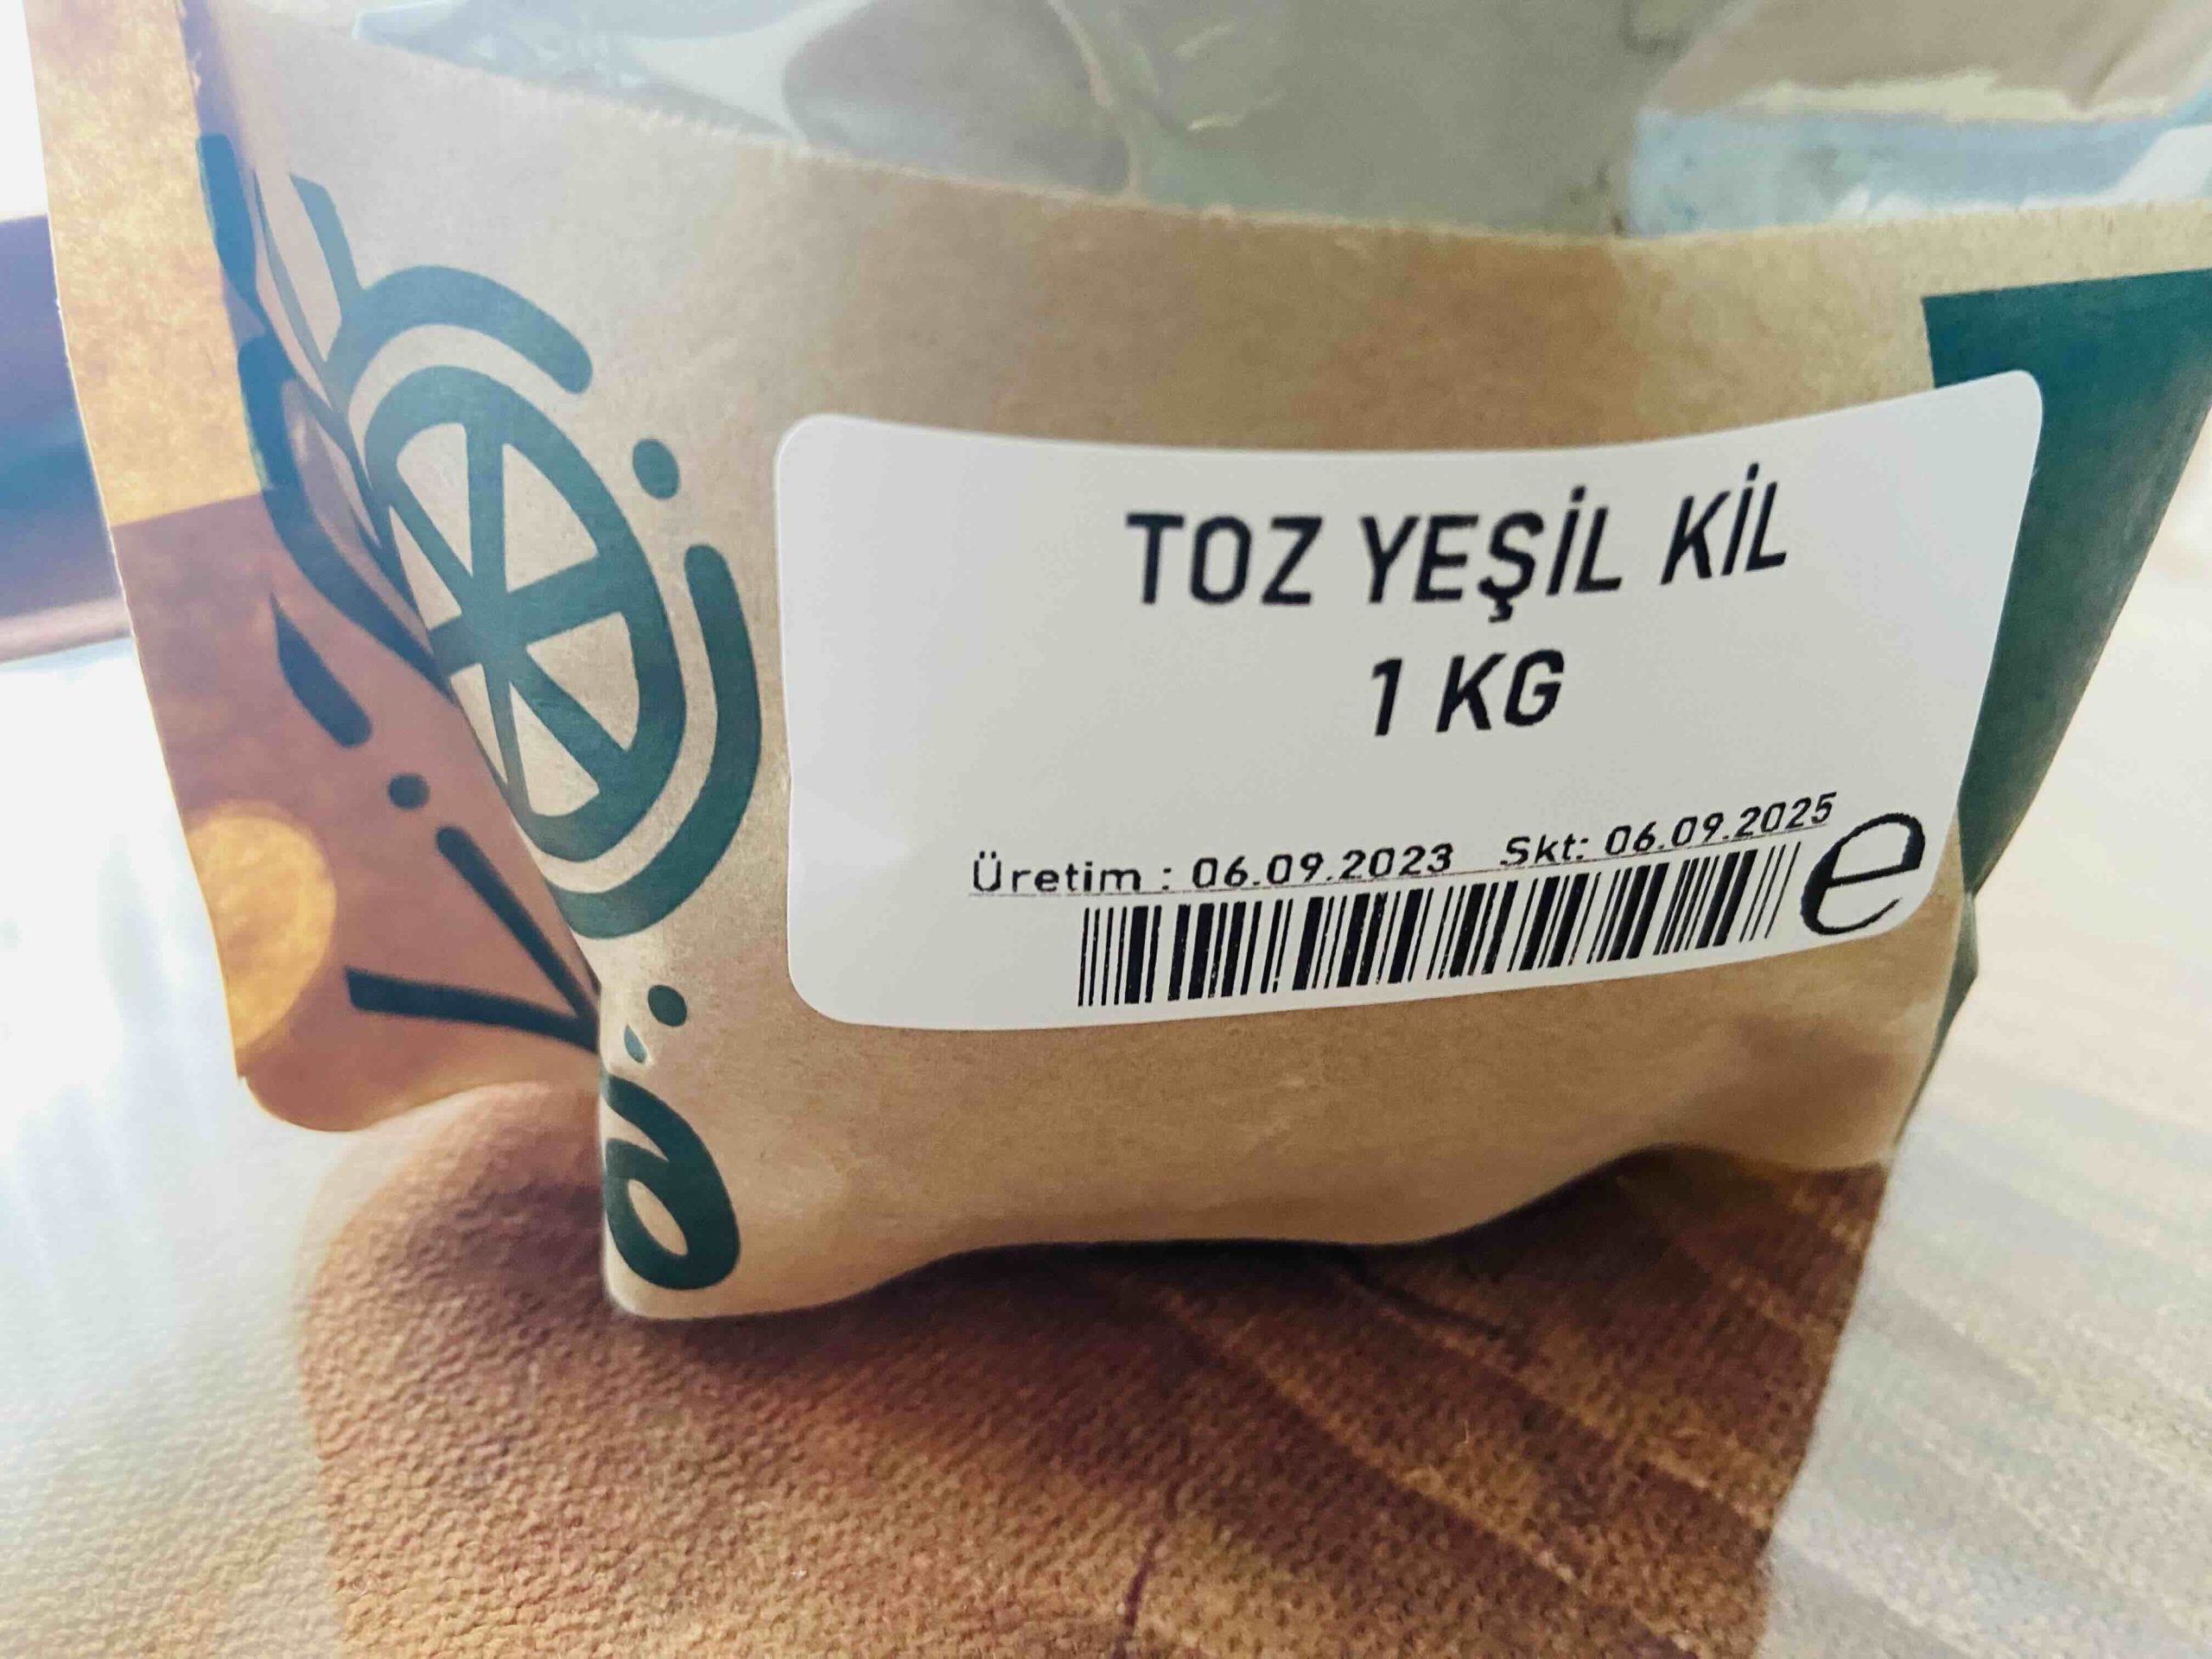 TOZ YEŞİL KİL
1 KG
Üretim : 06.09.2023 Skt: 06.09.2025
e